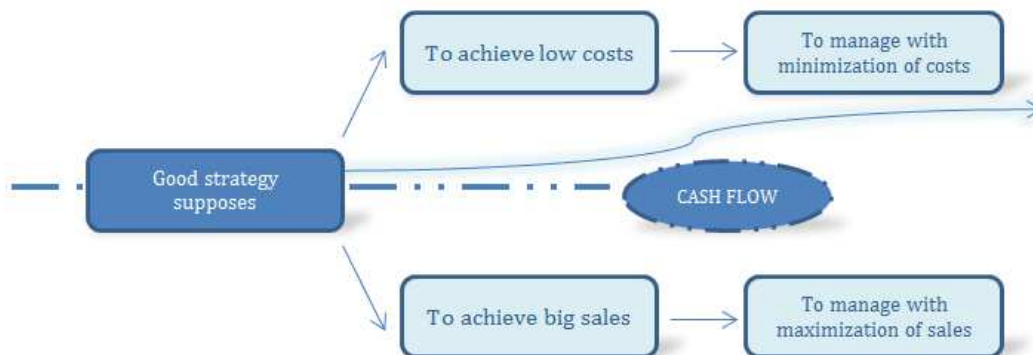 To achieve low costs
To manage with
minimization of costs
Good strategy
supposes
CASH FLOW
To achieve big sales
To manage with
maximization of sales